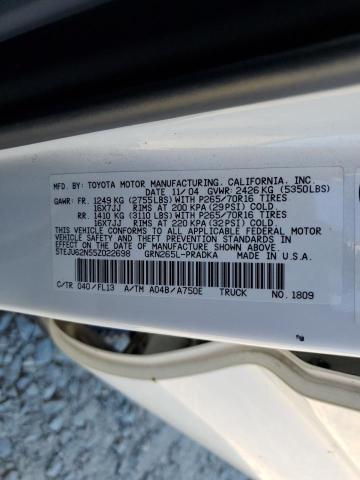 MFD. BY: TOYOTA MOTOR MANUFACTURING, CALIFORNIA, INC.
DATE 11/04 GVWR: 2426 KG (5350LBS)
GAWR: FR. 1249 KG (2755LBS) WITH P265/70R16 TIRES
16X7JJ RIMS AT 200 KPA (29PSI) COLD.
RR. 1410 KG (3110 LBS) WITH P265/70R16 TIRES
16X7JJ RIMS AT 220 KPA (32PSI) COLD.
THIS VEHICLE CONFORMS TO ALL APPLICABLE FEDERAL MOTOR
VEHICLE SAFETY STANDARDS IN EFFECT ON
THE DATE OF MANUFACTURE SHOWN ABOVE.
5TEJU62N55Z022698 GRN265L-PRADKA MADE IN U.S.A.
C/TR 040/FL13 A/TM A04B/A750E TRUCK NO. 1809